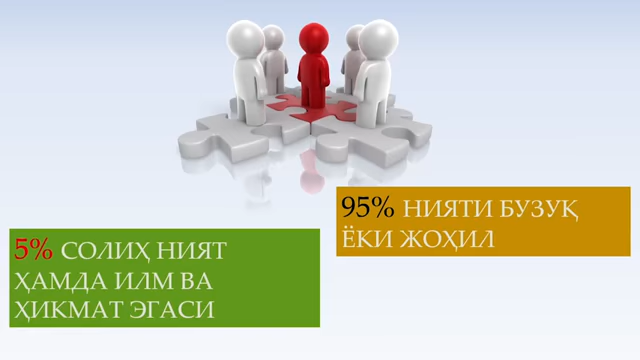 95% НИЯТИ БУЗУҚ
ЁКИ ЖОҲИЛ
5% СОЛИҲ НИЯТ
ҲАМДА ИЛМ ВА
ҲИКМАТ ЭГАСИ